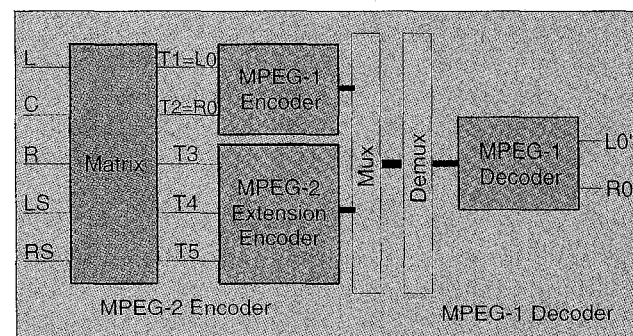 L
C
R
LS
RS
Matrix
T1=L0
T2=R0
T3
T4
T5
MPEG-1
Encoder
MPEG-2
Extension
Encoder
Mux
Demux
MPEG-1
Decoder
L0
R0
MPEG-2 Encoder
MPEG-1 Decoder